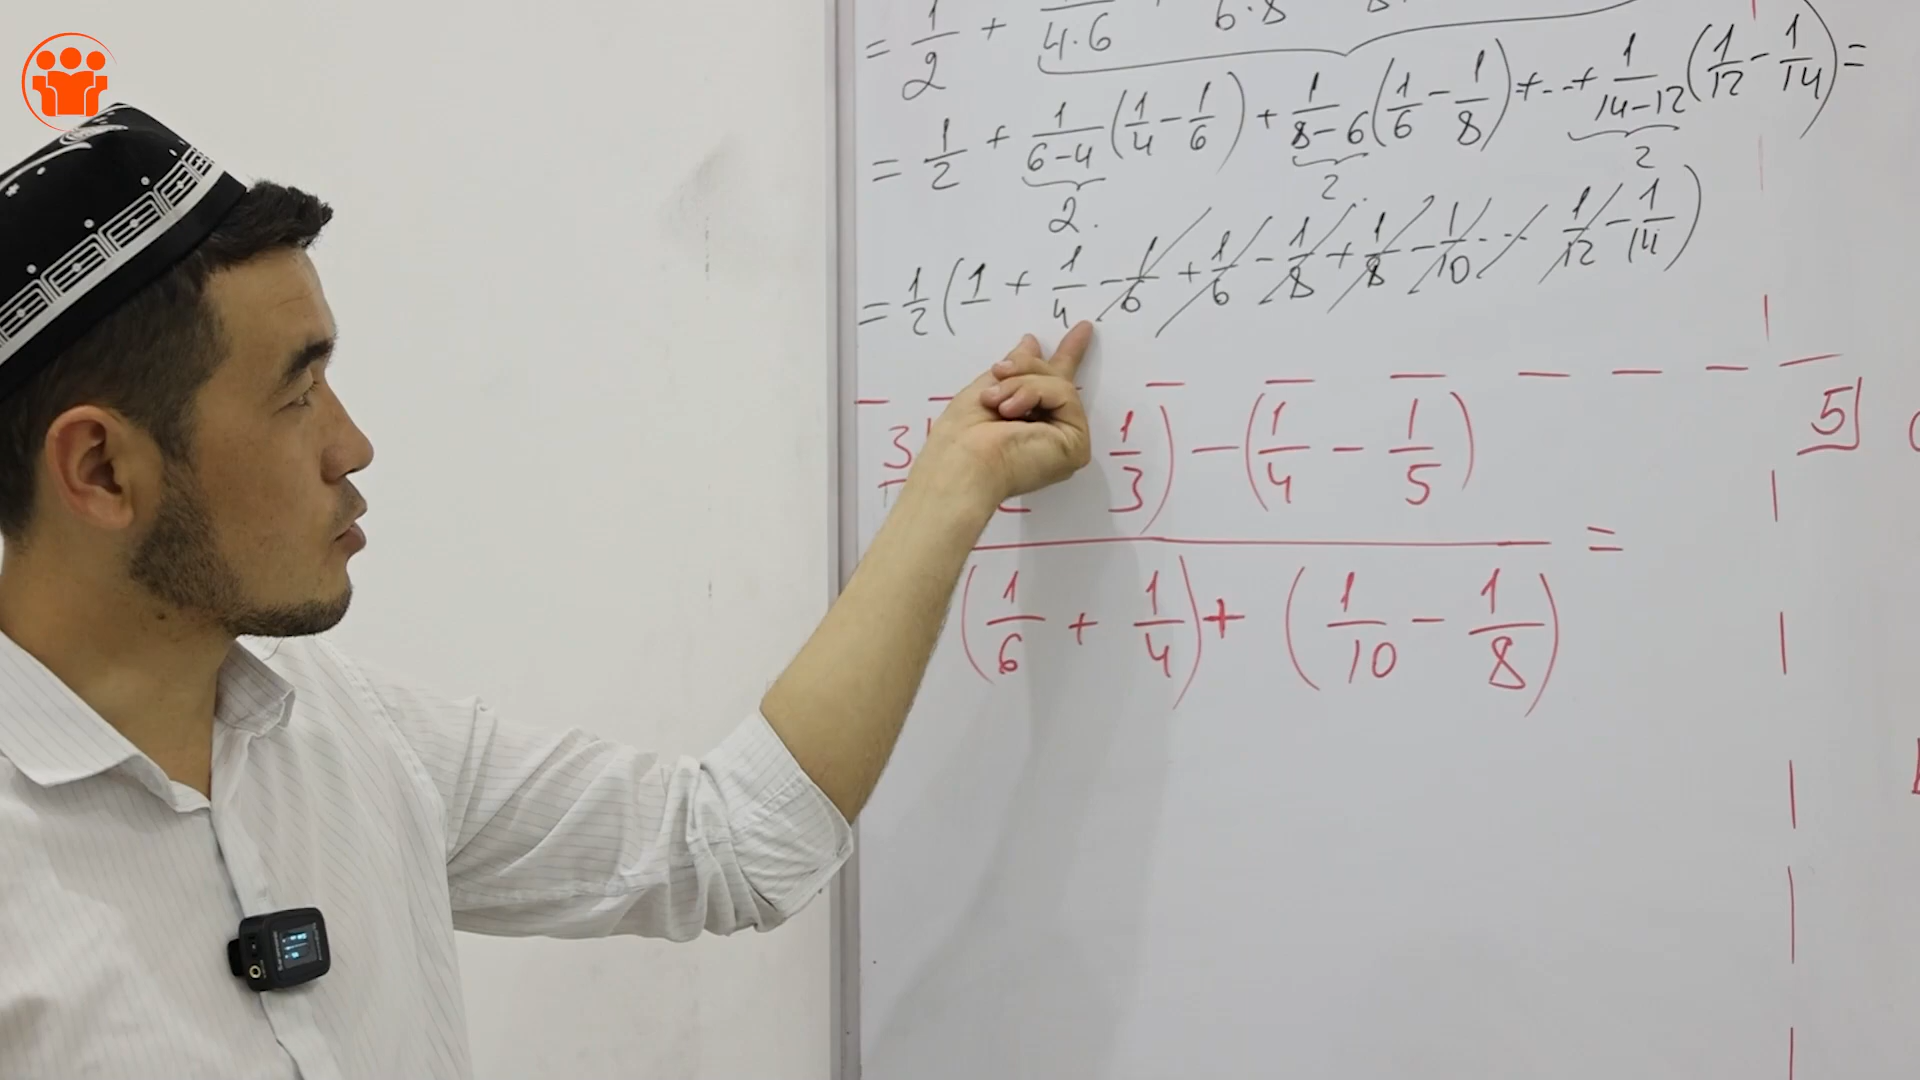 = 1/2 + 1/4·6 6·8
= 1/2 + 1/6-4 (1/4 - 1/6) + 1/8-6 (1/6 - 1/8) + ... + 1/14-12 (1/12 - 1/14) =
2. 2. 2
= 1/2 (1 + 1/4 - 1/6 + 1/6 - 1/8 + 1/8 - 1/10 ... 1/12 - 1/14)
3 1/3) - (1/4 - 1/5) 5
(1/6 + 1/4) + (1/10 - 1/8) =